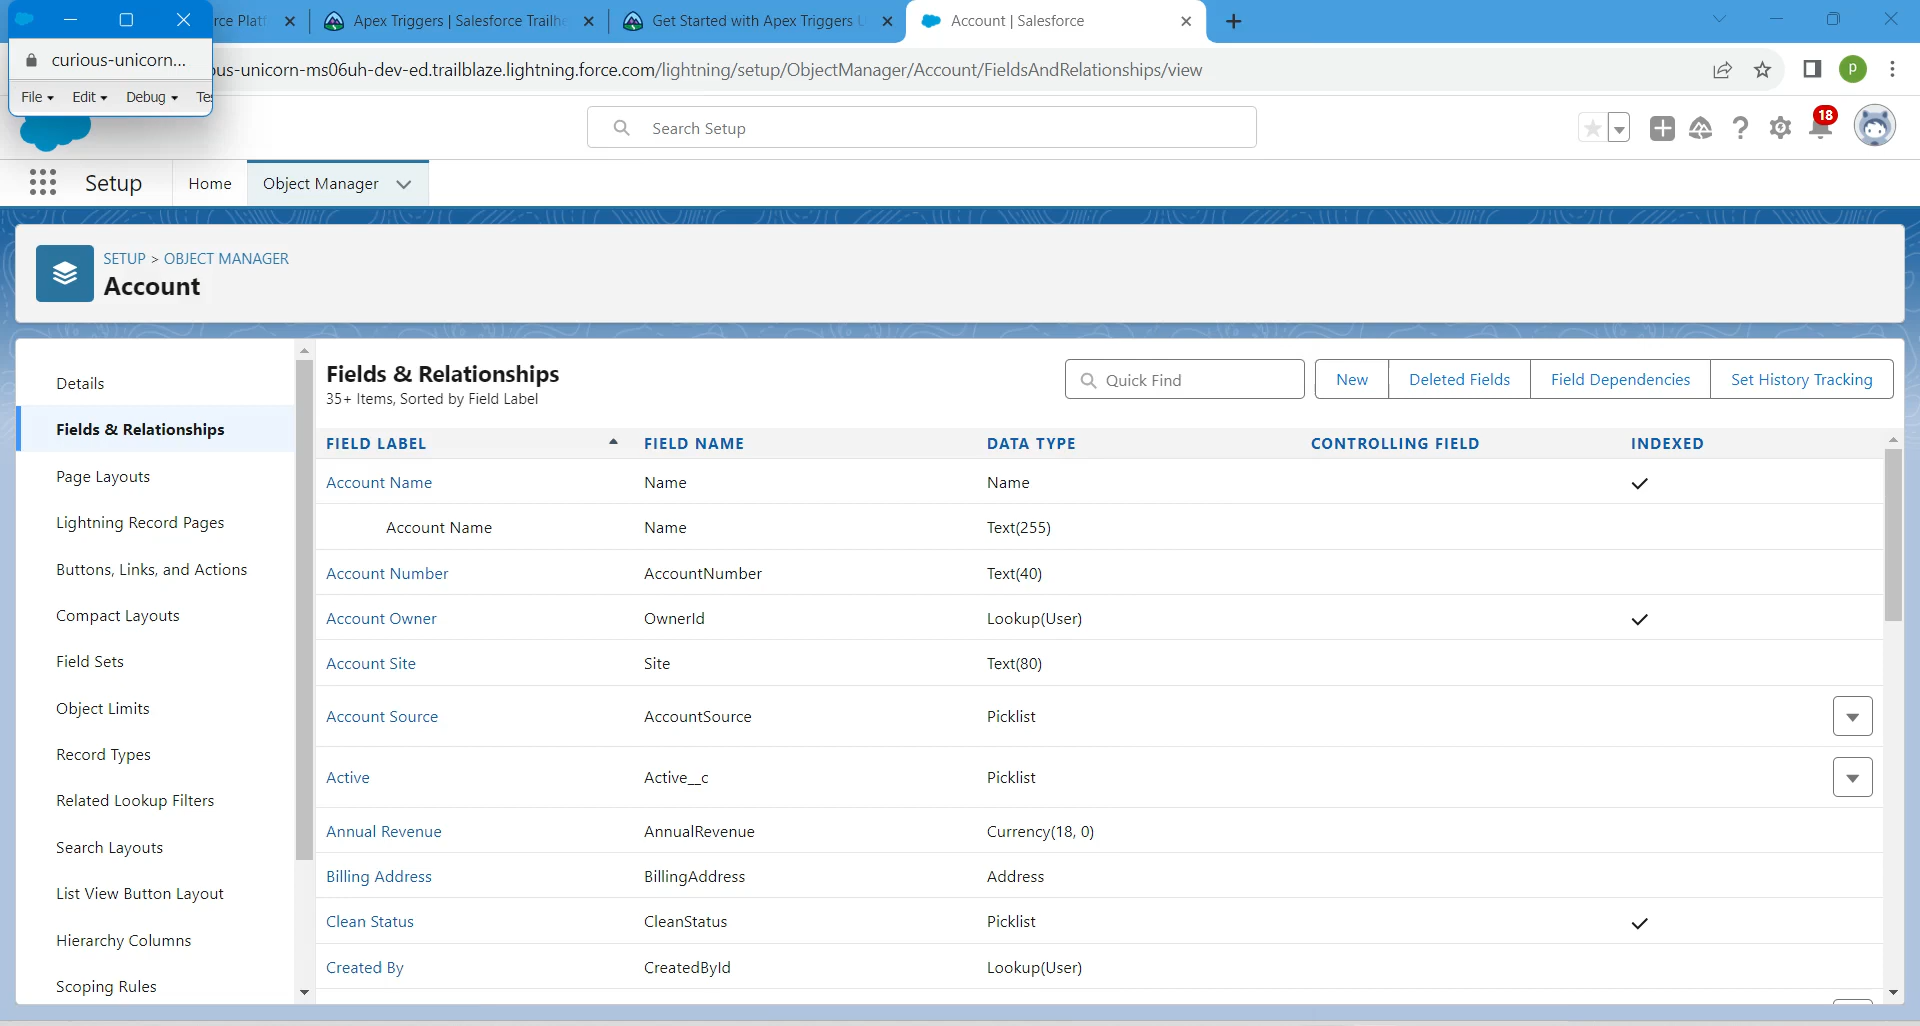 rce Platf
Apex Triggers | Salesforce Trailhe
Get Started with Apex Triggers U
Account | Salesforce
curious-unicorn...
us-unicorn-ms06uh-dev-ed.trailblaze.lightning.force.com/lightning/setup/ObjectManager/Account/FieldsAndRelationships/view
P
File Edit Debug Tes
Search Setup
18
Setup Home Object Manager
SETUP > OBJECT MANAGER
Account
Details
Fields & Relationships
Page Layouts
Lightning Record Pages
Buttons, Links, and Actions
Compact Layouts
Field Sets
Object Limits
Record Types
Related Lookup Filters
Search Layouts
List View Button Layout
Hierarchy Columns
Scoping Rules
Fields & Relationships
35+ Items, Sorted by Field Label
Quick Find
New
Deleted Fields
Field Dependencies
Set History Tracking
FIELD LABEL FIELD NAME DATA TYPE CONTROLLING FIELD INDEXED
Account Name Name Name
Account Name Name Text(255)
Account Number AccountNumber Text(40)
Account Owner OwnerId Lookup(User)
Account Site Site Text(80)
Account Source AccountSource Picklist
Active Active__c Picklist
Annual Revenue AnnualRevenue Currency(18, 0)
Billing Address BillingAddress Address
Clean Status CleanStatus Picklist
Created By CreatedById Lookup(User)